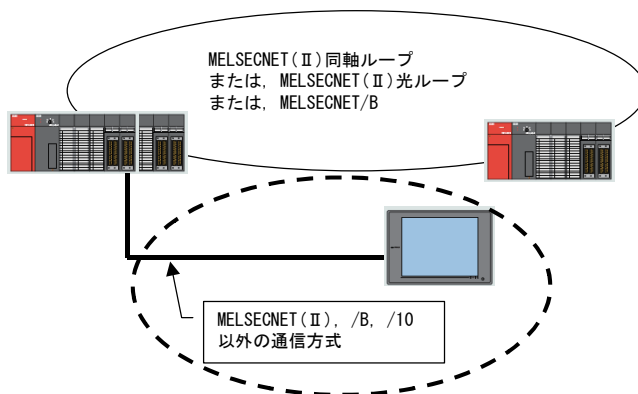 MELSECNET(Ⅱ)同軸ループ
または，MELSECNET(Ⅱ)光ループ
または，MELSECNET/B
MELSECNET(Ⅱ)，/B，/10
以外の通信方式